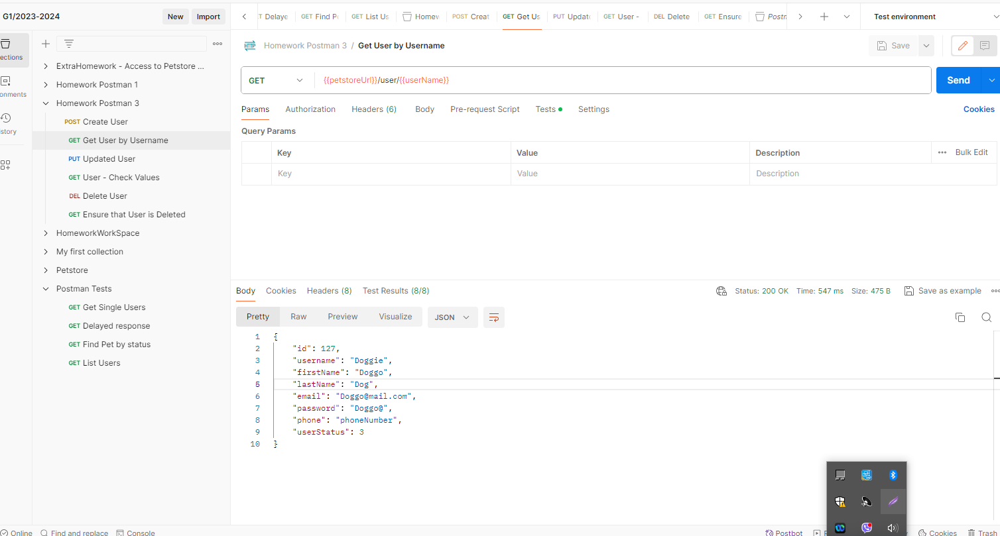 G1/2023-2024 New Import Delaye GET Find P GET List Us Homew POST Creat GET Get Us PUT Updat GET User - DEL Delete GET Ensure Postn Test environment
ections
onments
istory
ExtraHomework - Access to Petstore ...
Homework Postman 1
Homework Postman 3
POST Create User
GET Get User by Username
PUT Updated User
GET User - Check Values
DEL Delete User
GET Ensure that User is Deleted
HomeworkWorkSpace
My first collection
Petstore
Postman Tests
GET Get Single Users
GET Delayed response
GET Find Pet by status
GET List Users
HTTP Homework Postman 3 / Get User by Username Save
GET {{petstoreUrl}}/user/{{userName}} Send
Params Authorization Headers (6) Body Pre-request Script Tests Settings Cookies
Query Params
Key Value Description Bulk Edit
Key Value Description
Body Cookies Headers (8) Test Results (8/8) Status: 200 OK Time: 547 ms Size: 475 B Save as example
Pretty Raw Preview Visualize JSON
1 {
2 "id": 127,
3 "username": "Doggie",
4 "firstName": "Doggo",
5 "lastName": "Dog",
6 "email": "Doggo@mail.com",
7 "password": "Doggo@",
8 "phone": "phoneNumber",
9 "userStatus": 3
10 }
Online Find and replace Console Postbot Cookies Trash